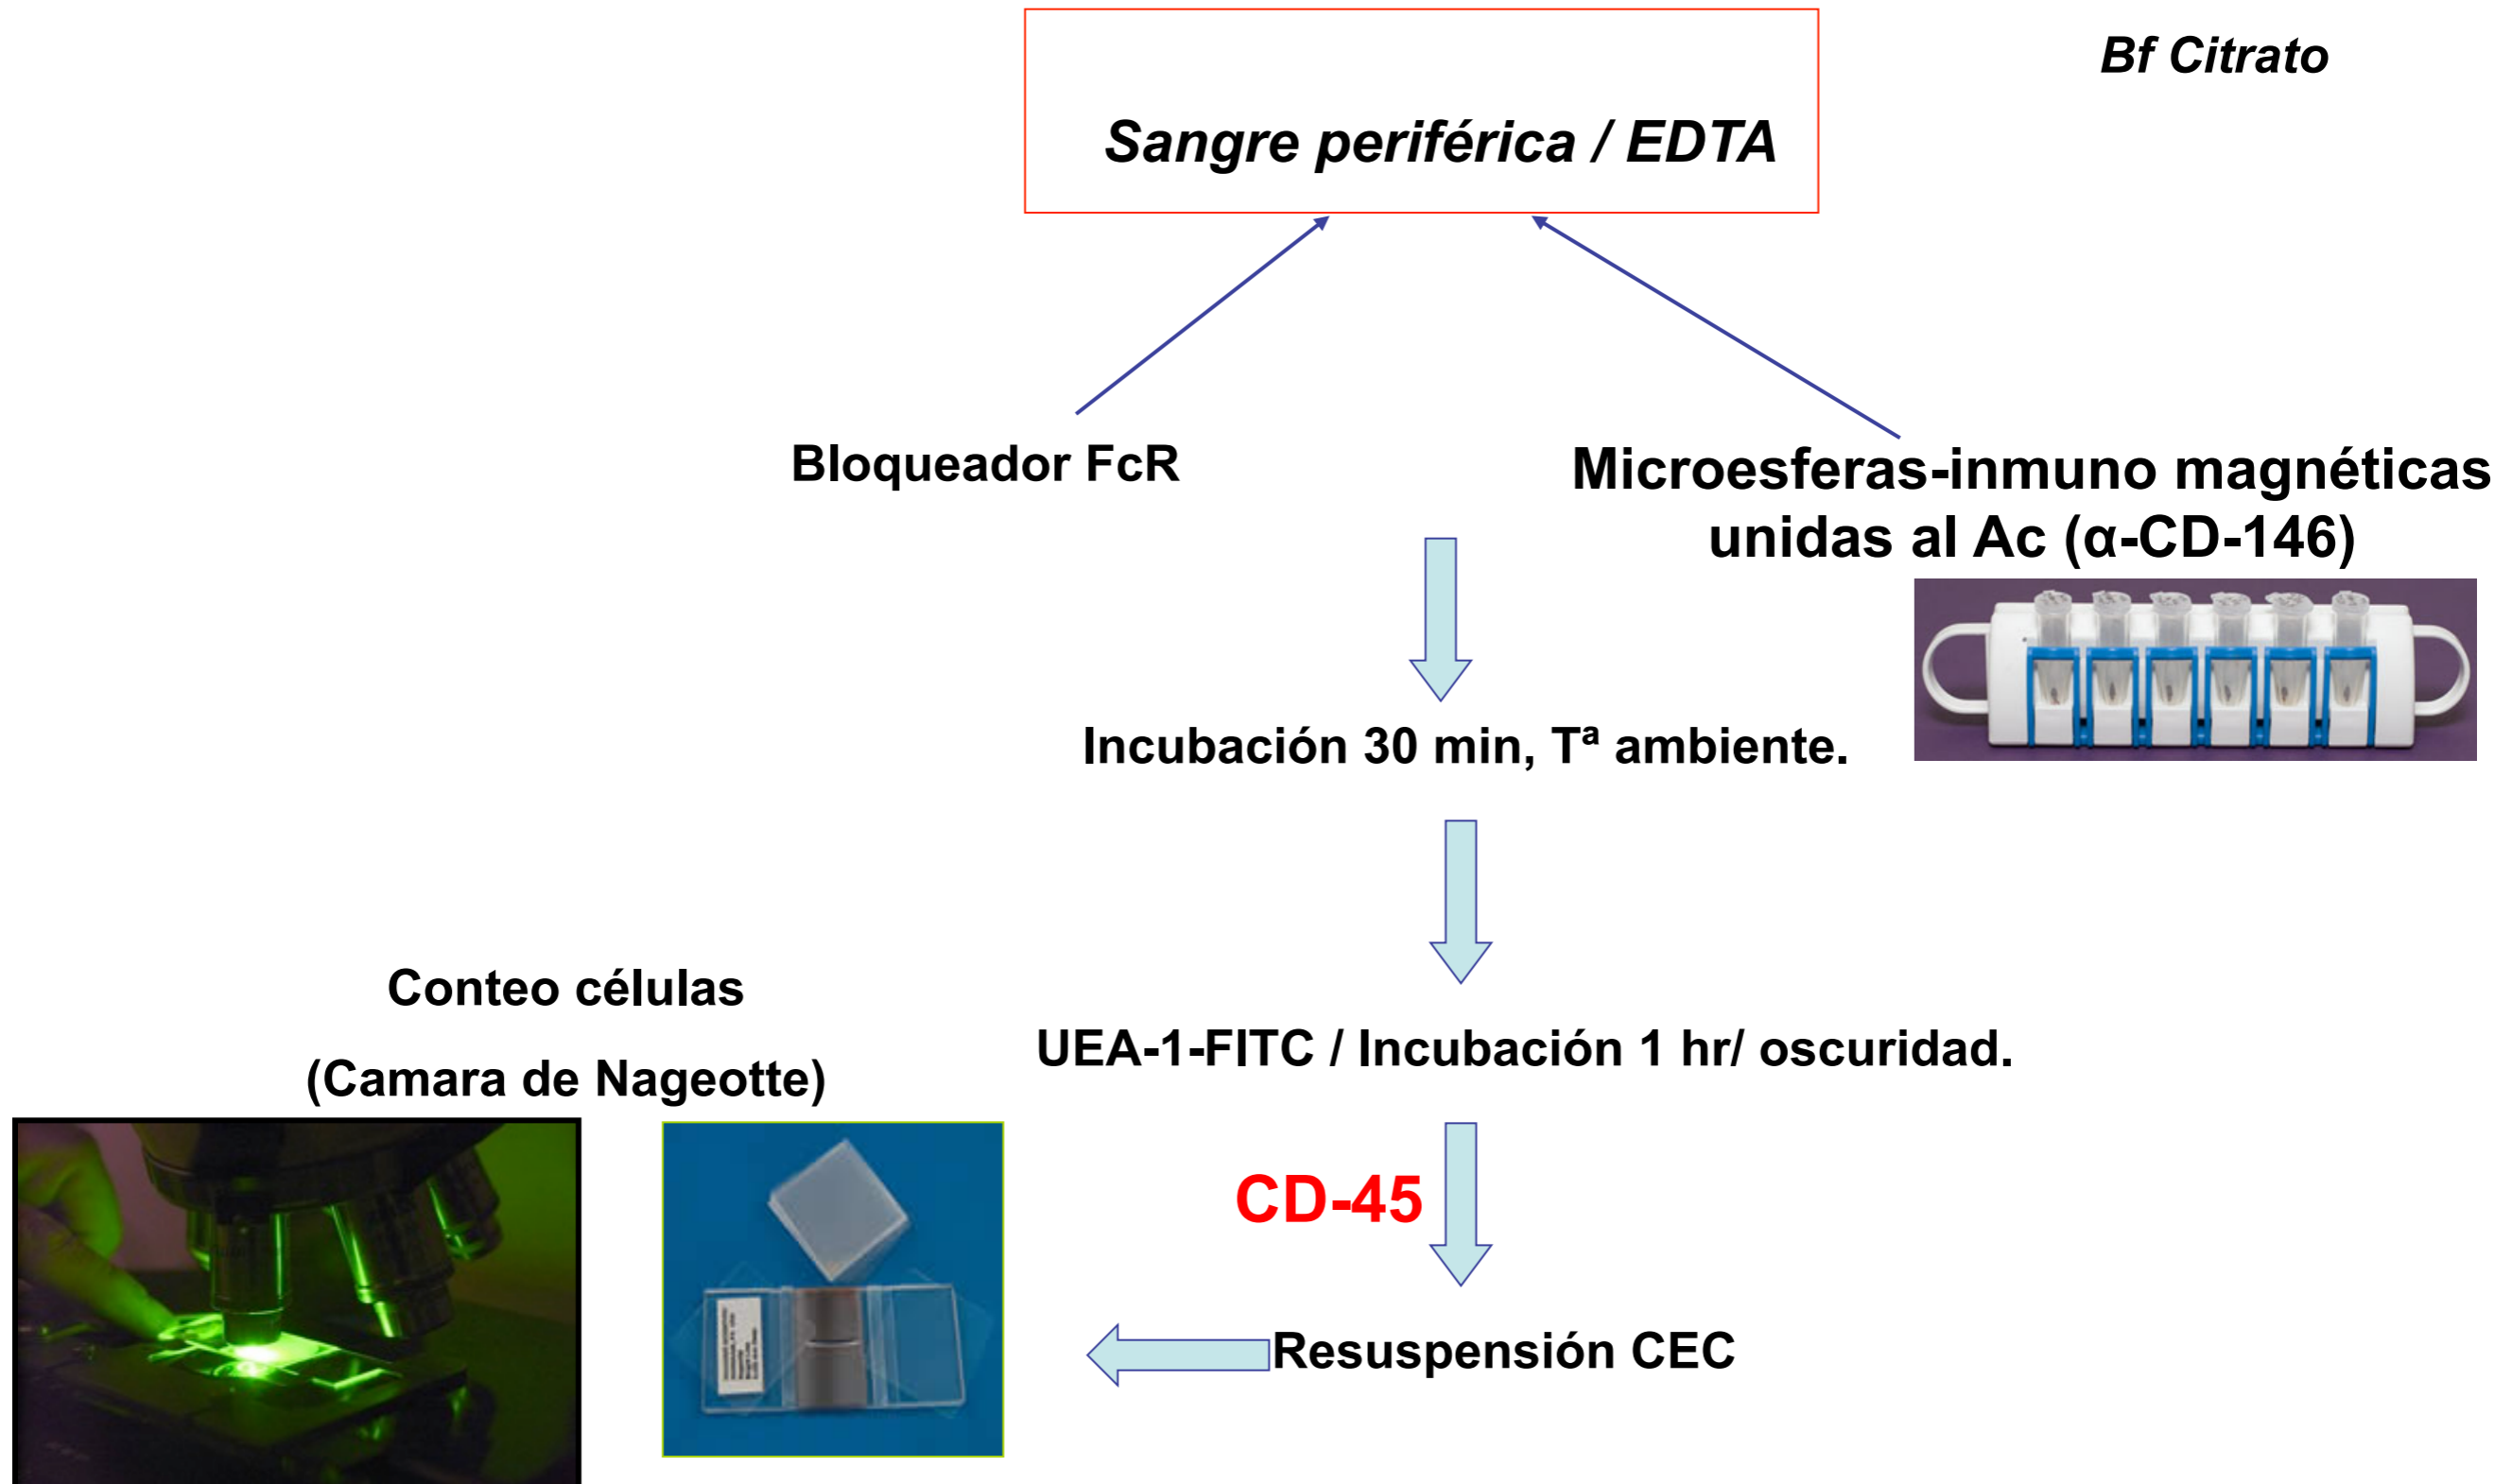 Bf Citrato
Sangre periférica / EDTA
Bloqueador FcR
Microesferas-inmuno magnéticas
unidas al Ac (α-CD-146)
Incubación 30 min, Tª ambiente.
Conteo células
(Camara de Nageotte)
UEA-1-FITC / Incubación 1 hr/ oscuridad.
CD-45
Resuspensión CEC